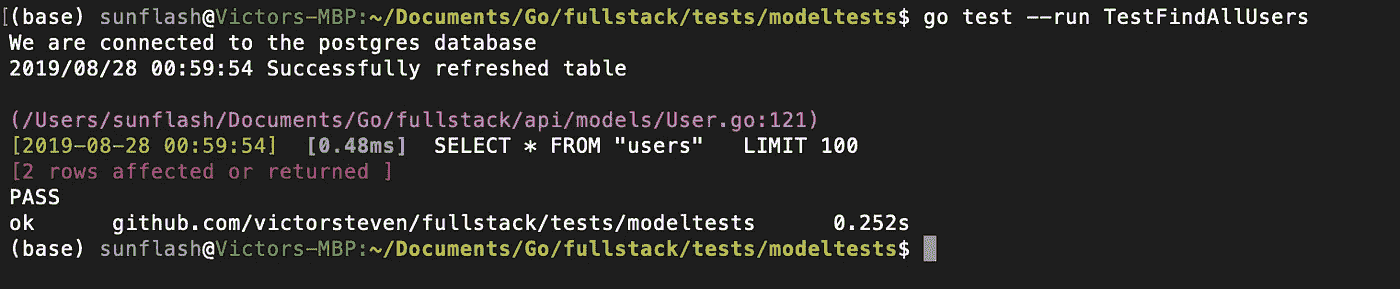 [(base) sunflash@Victors-MBP:~/Documents/Go/fullstack/tests/modeltests$ go test --run TestFindAllUsers
We are connected to the postgres database
2019/08/28 00:59:54 Successfully refreshed table
(/Users/sunflash/Documents/Go/fullstack/api/models/User.go:121)
[2019-08-28 00:59:54]  [0.48ms]  SELECT * FROM "users"   LIMIT 100
[2 rows affected or returned ]
PASS
ok      github.com/victorsteven/fullstack/tests/modeltests      0.252s
(base) sunflash@Victors-MBP:~/Documents/Go/fullstack/tests/modeltests$